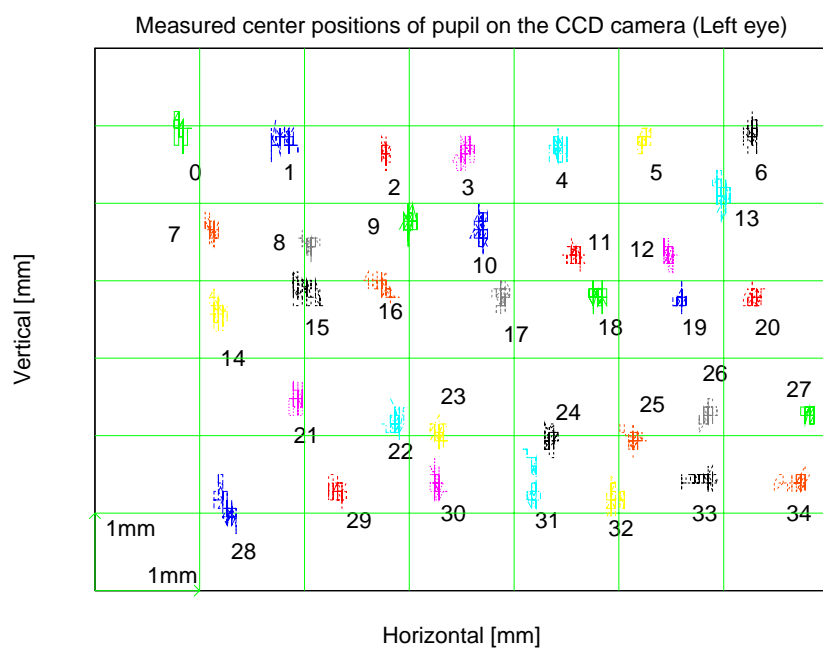 Measured center positions of pupil on the CCD camera (Left eye)
0 1 2 3 4 5 6
7 8 9 10 11 12 13
14 15 16 17 18 19 20
21 22 23 24 25 26 27
28 29 30 31 32 33 34
1mm
1mm
Vertical [mm]
Horizontal [mm]